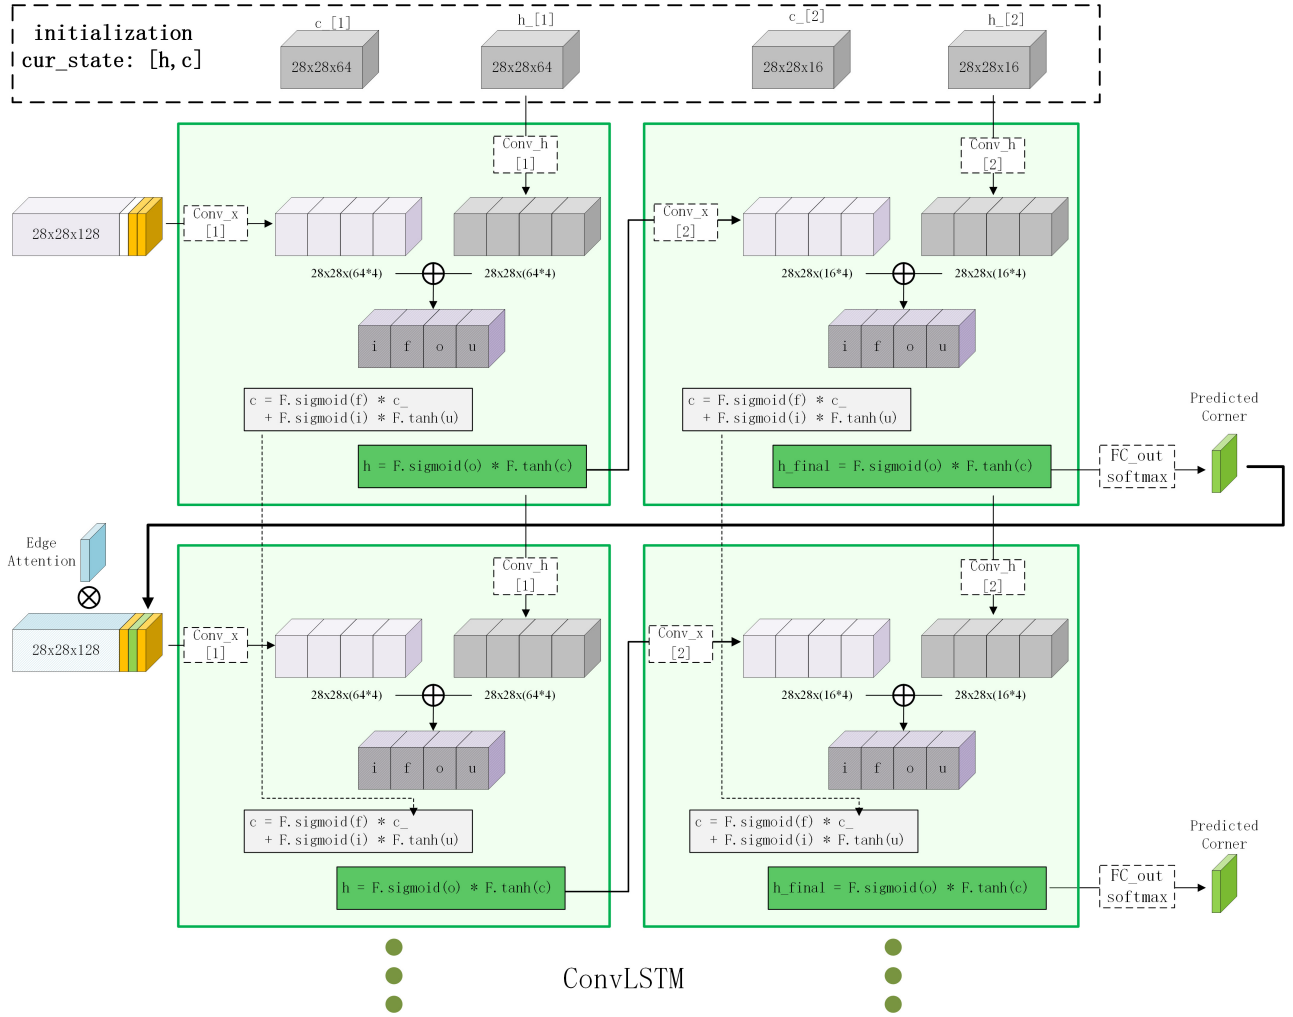 initialization
cur_state: [h,c]
c_[1]
h_[1]
c_[2]
h_[2]
28x28x64
28x28x64
28x28x16
28x28x16
Conv_h
[1]
Conv_h
[2]
28x28x128
Conv_x
[1]
Conv_x
[2]
28x28x(64*4)
28x28x(64*4)
28x28x(16*4)
28x28x(16*4)
i f o u
i f o u
c = F.sigmoid(f) * c_
+ F.sigmoid(i) * F.tanh(u)
c = F.sigmoid(f) * c_
+ F.sigmoid(i) * F.tanh(u)
h = F.sigmoid(o) * F.tanh(c)
h_final = F.sigmoid(o) * F.tanh(c)
FC_out
softmax
Predicted
Corner
Edge
Attention
Conv_h
[1]
Conv_h
[2]
28x28x128
Conv_x
[1]
Conv_x
[2]
28x28x(64*4)
28x28x(64*4)
28x28x(16*4)
28x28x(16*4)
i f o u
i f o u
c = F.sigmoid(f) * c_
+ F.sigmoid(i) * F.tanh(u)
c = F.sigmoid(f) * c_
+ F.sigmoid(i) * F.tanh(u)
h = F.sigmoid(o) * F.tanh(c)
h_final = F.sigmoid(o) * F.tanh(c)
FC_out
softmax
Predicted
Corner
ConvLSTM